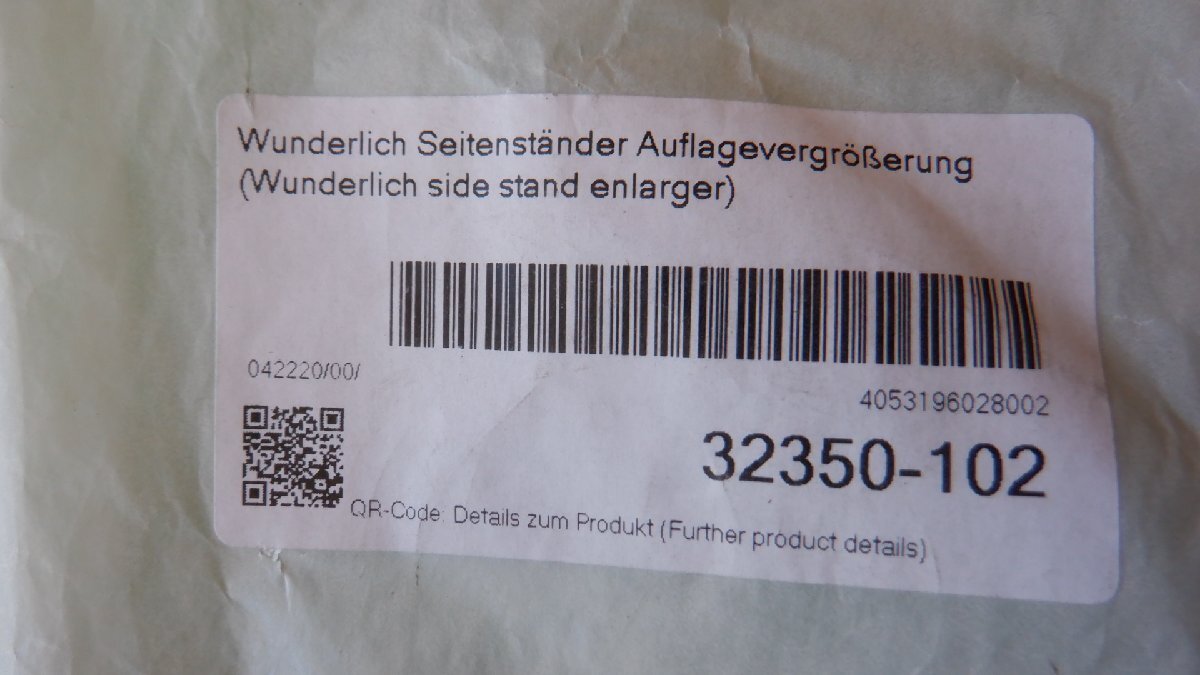 Wunderlich Seitenständer Auflagevergrößerung
(Wunderlich side stand enlarger)
042220/00/
4053196028002
32350-102
QR-Code: Details zum Produkt (Further product details)